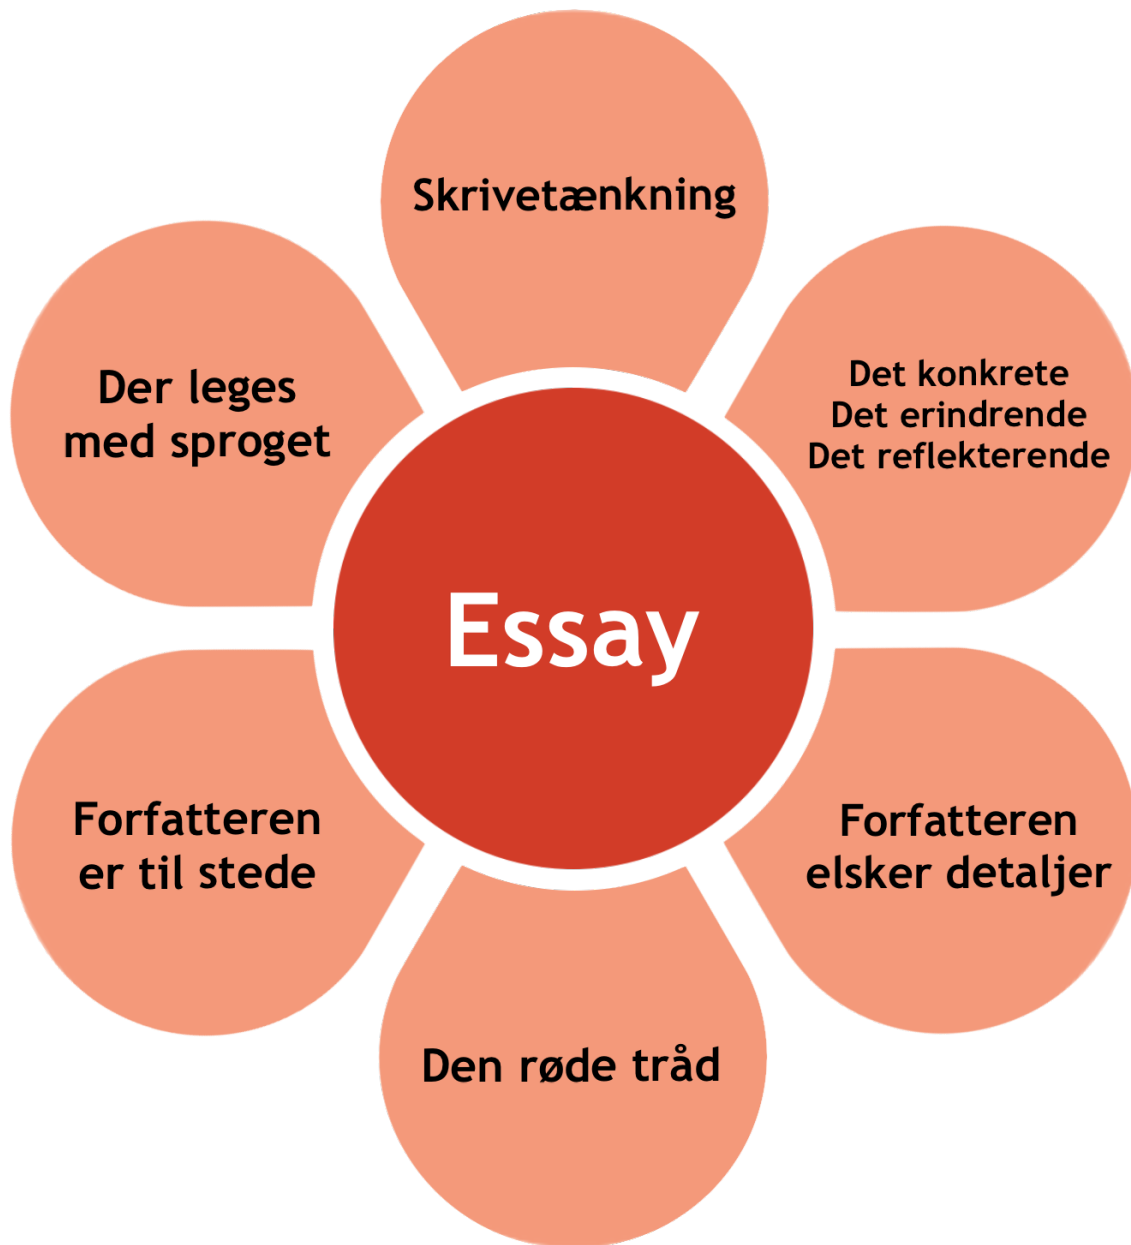 Skrivetænkning
Der leges
med sproget
Det konkrete
Det erindrende
Det reflekterende
Essay
Forfatteren
er til stede
Forfatteren
elsker detaljer
Den røde tråd